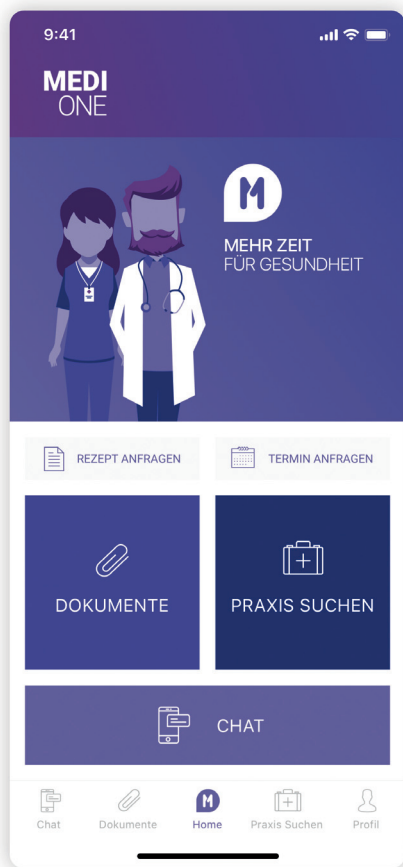 9:41
MEDI
ONE
M
MEHR ZEIT
FÜR GESUNDHEIT
REZEPT ANFRAGEN
TERMIN ANFRAGEN
DOKUMENTE
PRAXIS SUCHEN
CHAT
M
Chat
Dokumente
Home
Praxis Suchen
Profil